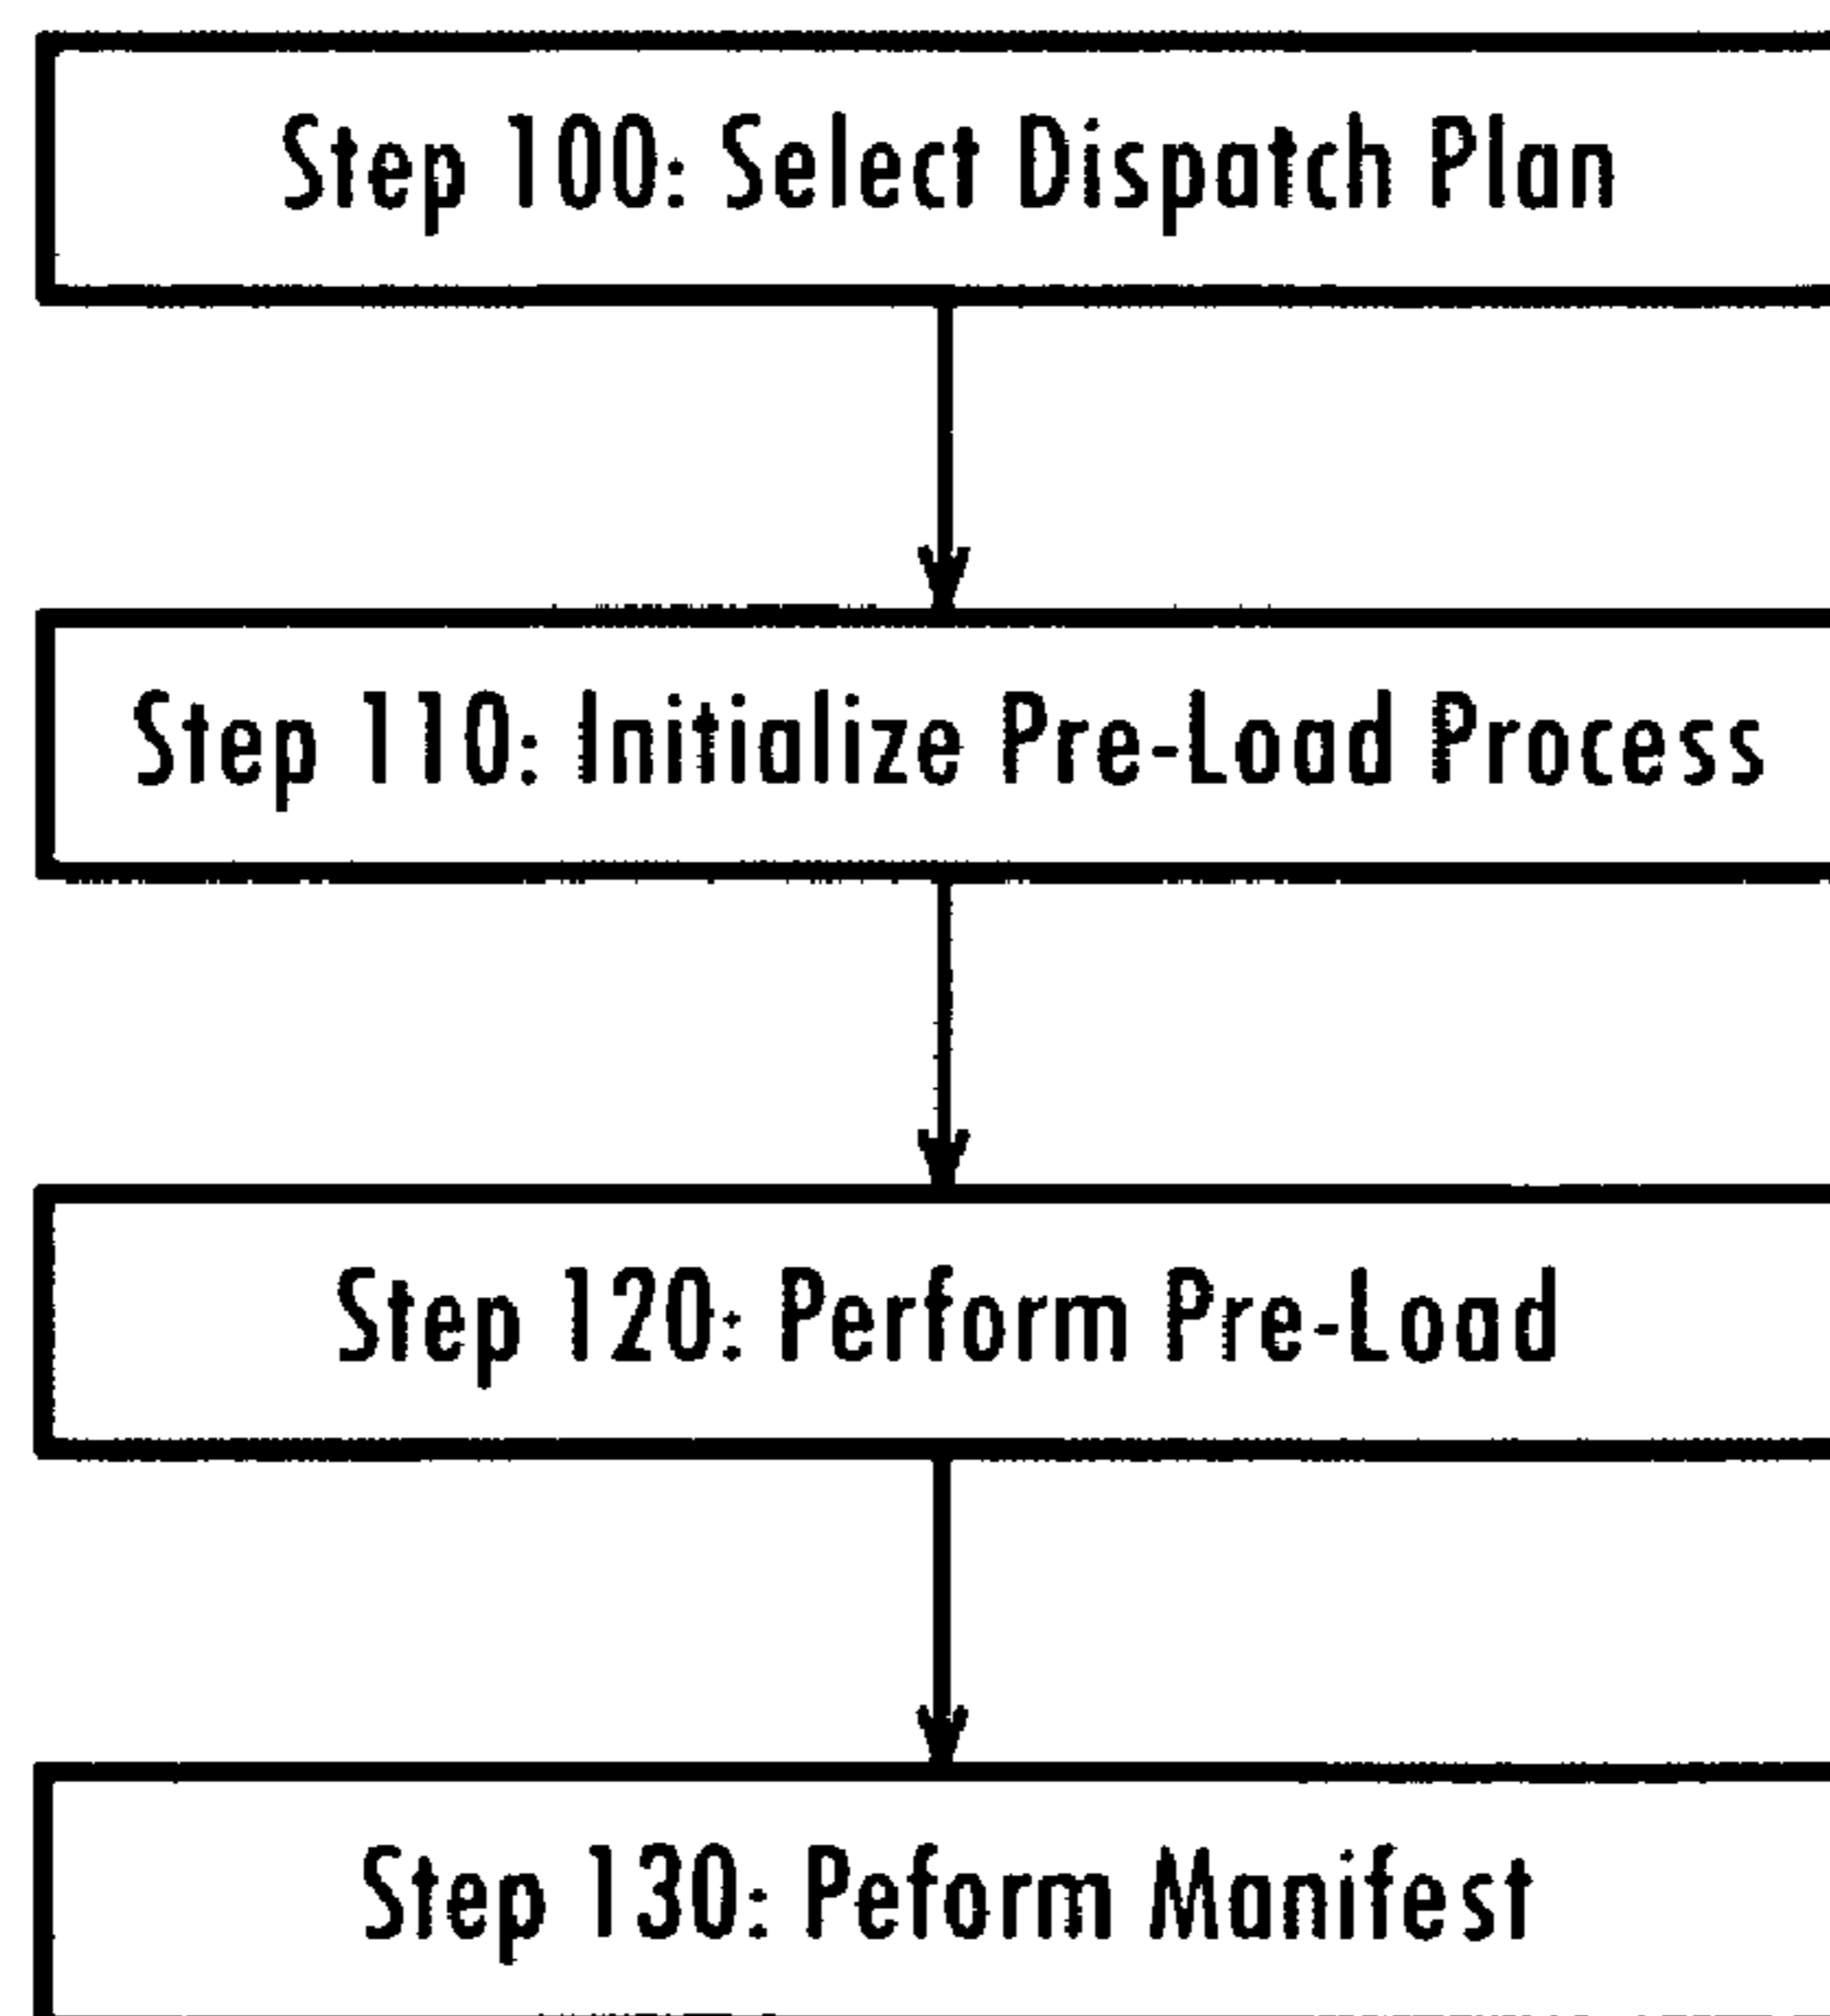 Step 100: Select Dispatch Plan
Step 110: Initialize Pre-Load Process
Step 120: Perform Pre-Load
Step 130: Peform Manifest